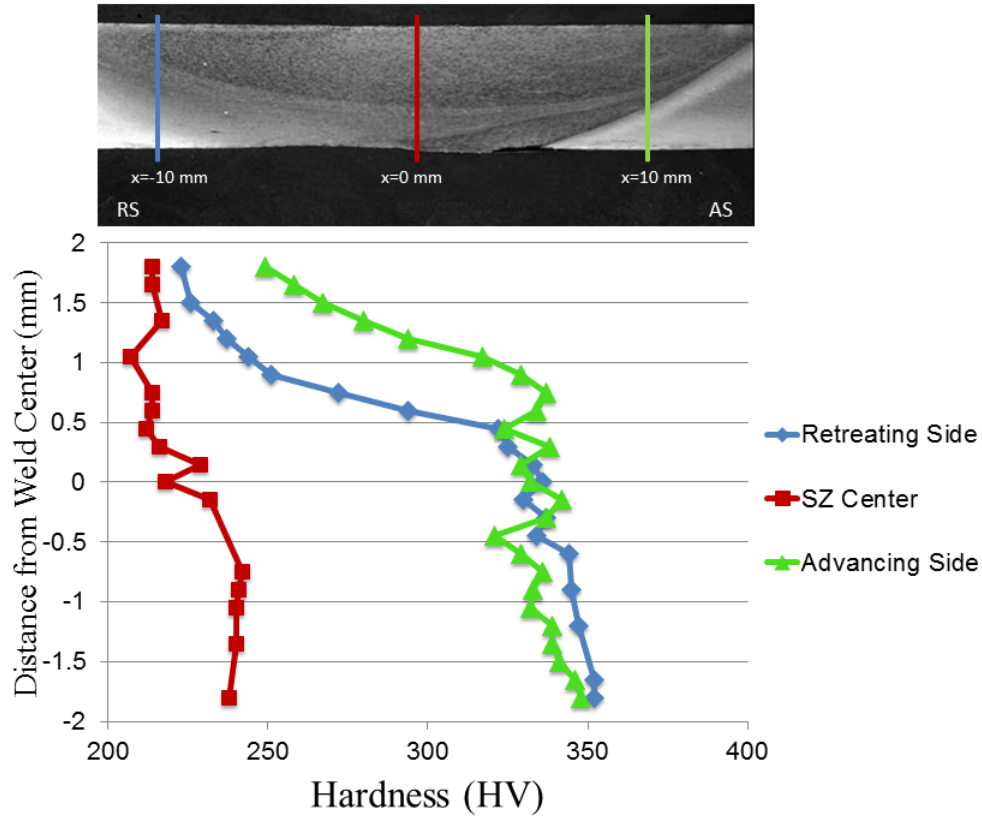 x=-10 mm
x=0 mm
x=10 mm
RS
AS
Distance from Weld Center (mm)
2
1.5
1
0.5
0
-0.5
-1
-1.5
-2
200
250
300
350
400
Hardness (HV)
Retreating Side
SZ Center
Advancing Side